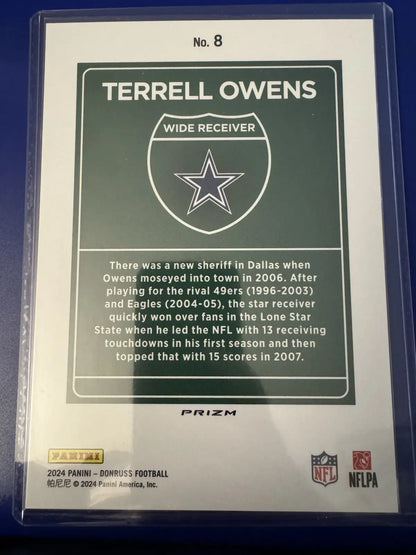 No. 8
TERRELL OWENS
WIDE RECEIVER
There was a new sheriff in Dallas when
Owens moseyed into town in 2006. After
playing for the rival 49ers (1996-2003)
and Eagles (2004-05), the star receiver
quickly won over fans in the Lone Star
State when he led the NFL with 13 receiving
touchdowns in his first season and then
topped that with 15 scores in 2007.
PRIZM
PANINI
2024 PANINI – DONRUSS FOOTBALL
帕尼尼 © 2024 Panini America, Inc.
NFL
NFLPA